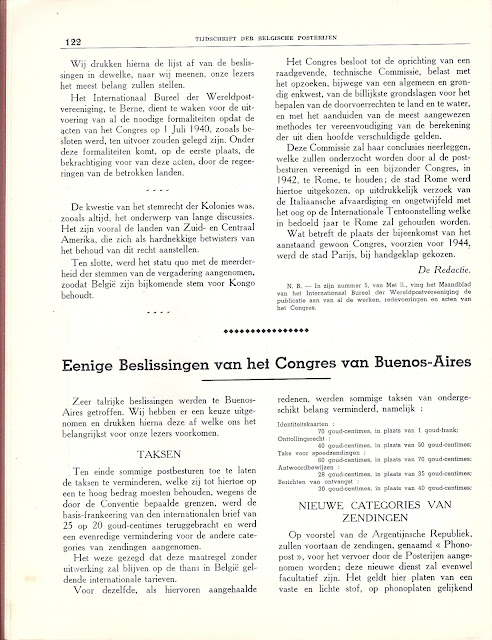 122
TIJDSCHRIFT DER BELGISCHE POSTERIJEN
Wij drukken hierna de lijst af van de beslis-
singen in dewelke, naar wij meenen, onze lezers
het meest belang zullen stellen.
Het Internationaal Bureel der Wereldpost-
vereeniging, te Berne, dient te waken voor de uit-
voering van al de noodige formaliteiten opdat de
acten van het Congres op 1 Juli 1940, zooals be-
sloten werd, ten uitvoer zouden gelegd zijn. Onder
deze formaliteiten komt, op de eerste plaats, de
bekrachtiging voor van deze acten, door de regee-
ringen van de betrokken landen.
- - - -
De kwestie van het stemrecht der Kolonies was,
zooals altijd, het onderwerp van lange discussies.
Het zijn vooral de landen van Zuid- en Centraal
Amerika, die zich als hardnekkige betwisters van
het behoud van dit recht aanstellen.
Ten slotte, werd het statu quo met de meerder-
heid der stemmen van de vergadering aangenomen,
zoodat België zijn bijkomende stem voor Kongo
behoudt.
- - - -
Het Congres besloot tot de oprichting van een
raadgevende, technische Commissie, belast met
het opzoeken, bijwege van een algemeen en gron-
dig enkwest, van de billijkste grondslagen voor het
bepalen van de doorvoerrechten te land en te water,
en met het aanduiden van de meest aangewezen
methodes ter vereenvoudiging van de berekening
der uit dien hoofde verschuldigde gelden.
Deze Commissie zal haar conclusies neerleggen,
welke zullen onderzocht worden door al de post-
besturen vereenigd in een bijzonder Congres, in
1942, te Rome, te houden; de stad Rome werd
hiertoe uitgekozen, op uitdrukkelijk verzoek van
de Italiaansche afvaardiging en ongetwijfeld met
het oog op de Internationale Tentoonstelling welke
in bedoeld jaar te Rome zal gehouden worden.
Wat betreft de plaats der bijeenkomst van het
aanstaand gewoon Congres, voorzien voor 1944,
werd de stad Parijs, bij handgeklap gekozen.
De Redactie.
N. B. — In zijn nummer 5, van Mei ll., ving het Maandblad
van het Internationaal Bureel der Wereldpostvereeniging de
publicatie aan van al de werken, redevoeringen en acten van
het Congres.
Eenige Beslissingen van het Congres van Buenos-Aires
Zeer talrijke beslissingen werden te Buenos-
Aires getroffen. Wij hebben er een keuze uitge-
nomen en drukken hierna deze af welke ons het
belangrijkst voor onze lezers voorkomen.
TAKSEN
Ten einde sommige postbesturen toe te laten
de taksen te verminderen, welke zij tot hiertoe op
een te hoog bedrag moesten behouden, wegens de
door de Conventie bepaalde grenzen, werd de
basis-frankeering van den internationalen brief van
25 op 20 goud-centimes teruggebracht en werd
een evenredige vermindering voor de andere cate-
gories van zendingen aangenomen.
Het weze gezegd dat deze maatregel zonder
uitwerking zal blijven op de thans in België gel-
dende internationale tarieven.
Voor dezelfde, als hiervoren aangehaalde
redenen, werden sommige taksen van onderge-
schikt belang verminderd, namelijk :
Identiteitskaarten :
70 goud-centimes, in plaats van 1 goud-frank;
Ontlollingsrecht :
40 goud-centimes, in plaats van 50 goud-centimes;
Taks voor spoedzendingen :
60 goud-centimes, in plaats van 70 goud-centimes;
Antwoordbewijzen :
28 goud-centimes, in plaats van 35 goud-centimes;
Berichten van ontvangst :
30 goud-centimes, in plaats van 40 goud-centimes;
NIEUWE CATEGORIES VAN
ZENDINGEN
Op voorstel van de Argentijnsche Republiek,
zullen voortaan de zendingen, genaamd « Phono-
post », voor het vervoer door de Posterijen aange-
nomen worden; deze nieuwe dienst zal evenwel
facultatief zijn. Het geldt hier platen van een
vaste en lichte stof, op phonoplaten gelijkend